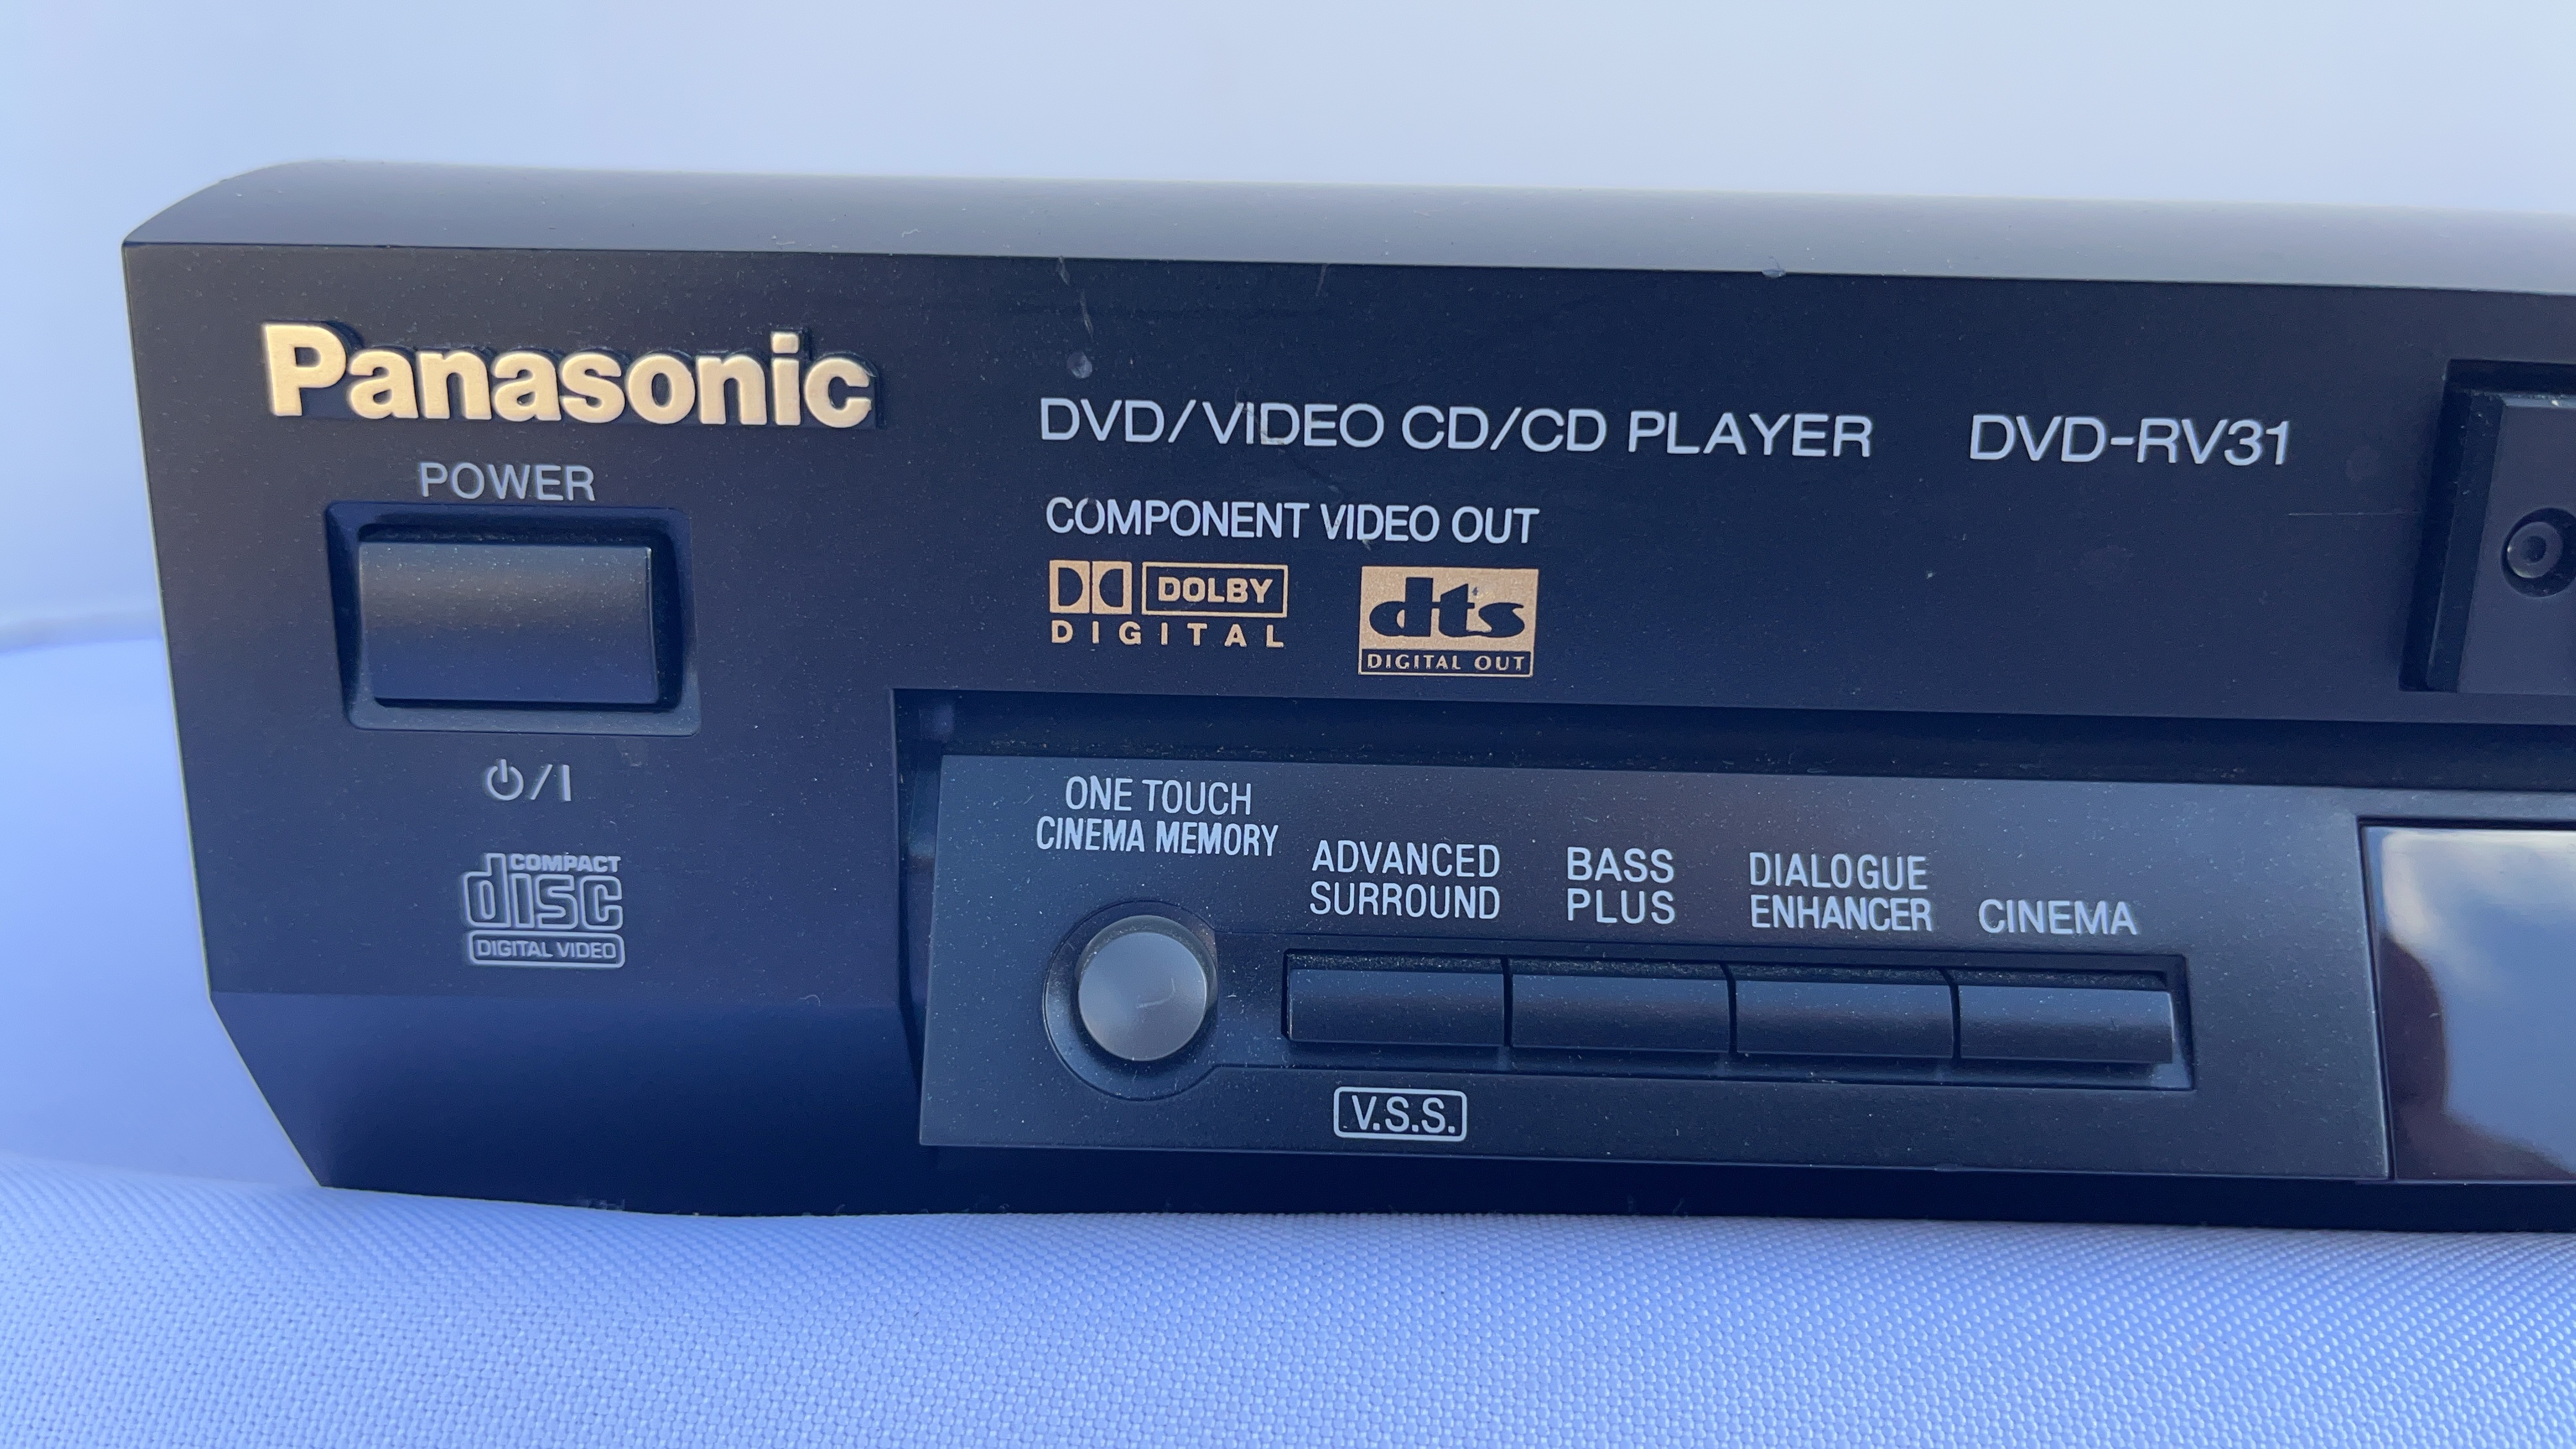 Panasonic
POWER
⏻/I
COMPACT
disc
DIGITAL VIDEO
DVD/VIDEO CD/CD PLAYER DVD-RV31
COMPONENT VIDEO OUT
DOLBY
DIGITAL
dts
DIGITAL OUT
ONE TOUCH
CINEMA MEMORY
ADVANCED
SURROUND
BASS
PLUS
DIALOGUE
ENHANCER
CINEMA
V.S.S.